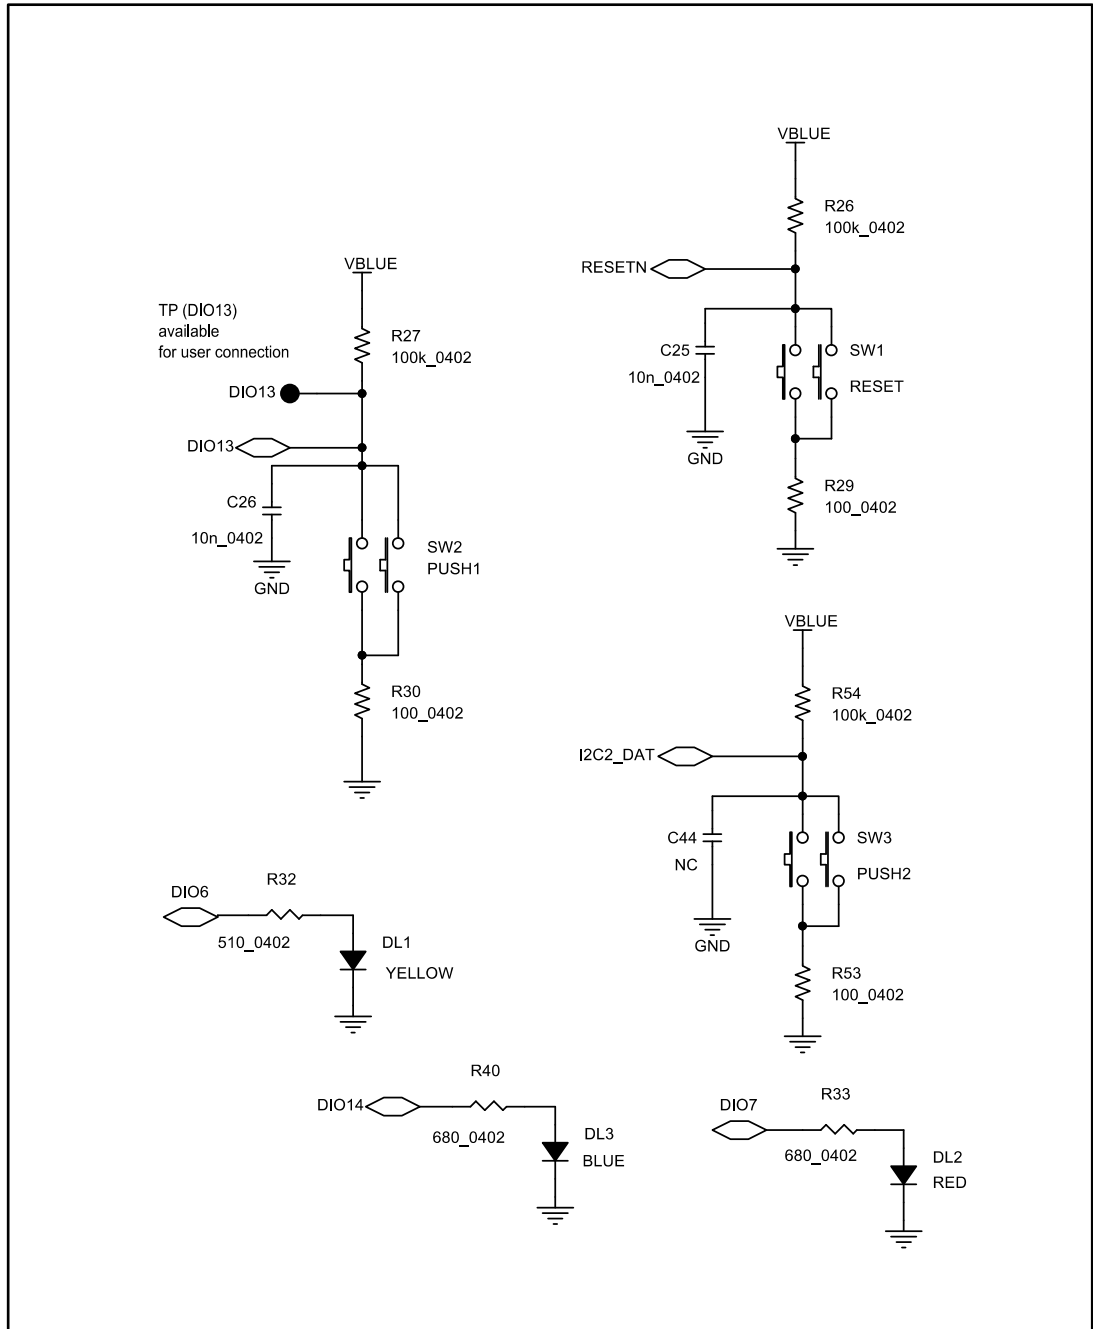 VBLUE
R26
100k_0402
RESETN
C25
10n_0402
SW1
RESET
GND
R29
100_0402
VBLUE
TP (DIO13)
available
for user connection
R27
100k_0402
DIO13
DIO13
C26
10n_0402
SW2
PUSH1
GND
R30
100_0402
VBLUE
R54
100k_0402
I2C2_DAT
C44
NC
SW3
PUSH2
GND
R53
100_0402
R32
DIO6
510_0402
DL1
YELLOW
R40
DIO14
680_0402
DL3
BLUE
R33
DIO7
680_0402
DL2
RED